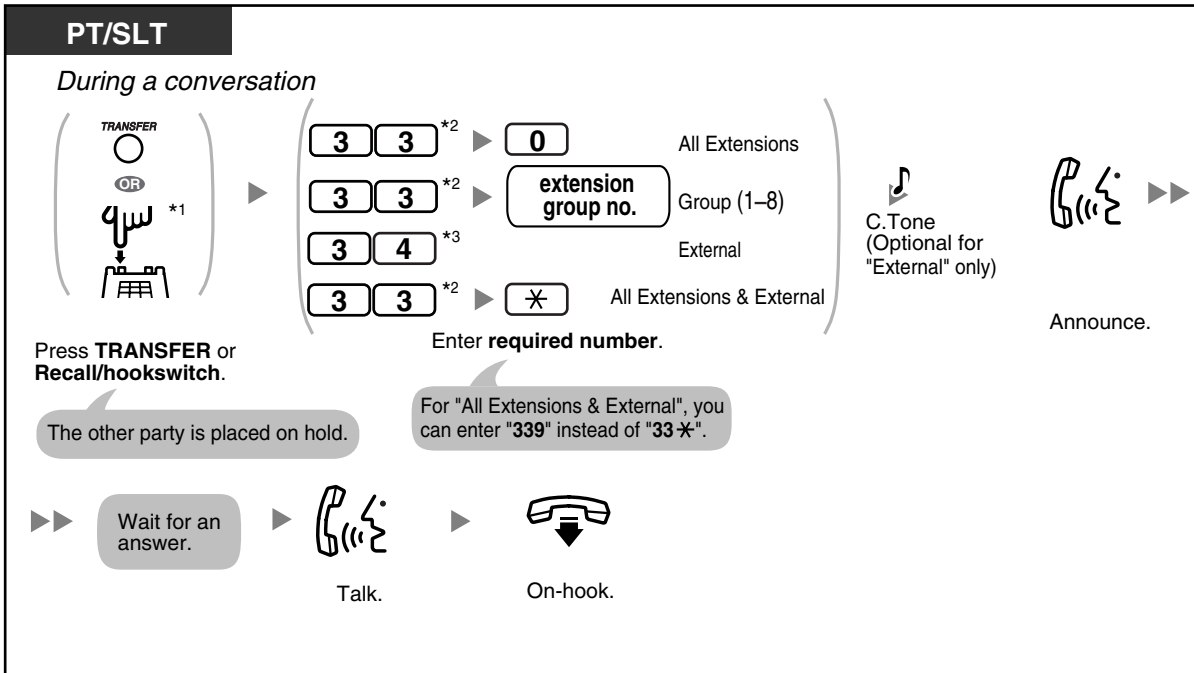 PT/SLT
During a conversation
TRANSFER
OR
*1
Press TRANSFER or
Recall/hookswitch.
The other party is placed on hold.
3 3 *2 0 All Extensions
3 3 *2 extension
group no. Group (1–8)
3 4 *3 External
3 3 *2 ✳ All Extensions & External
Enter required number.
For "All Extensions & External", you
can enter "339" instead of "33✳".
C.Tone
(Optional for
"External" only)
Announce.
Wait for an
answer.
Talk.
On-hook.